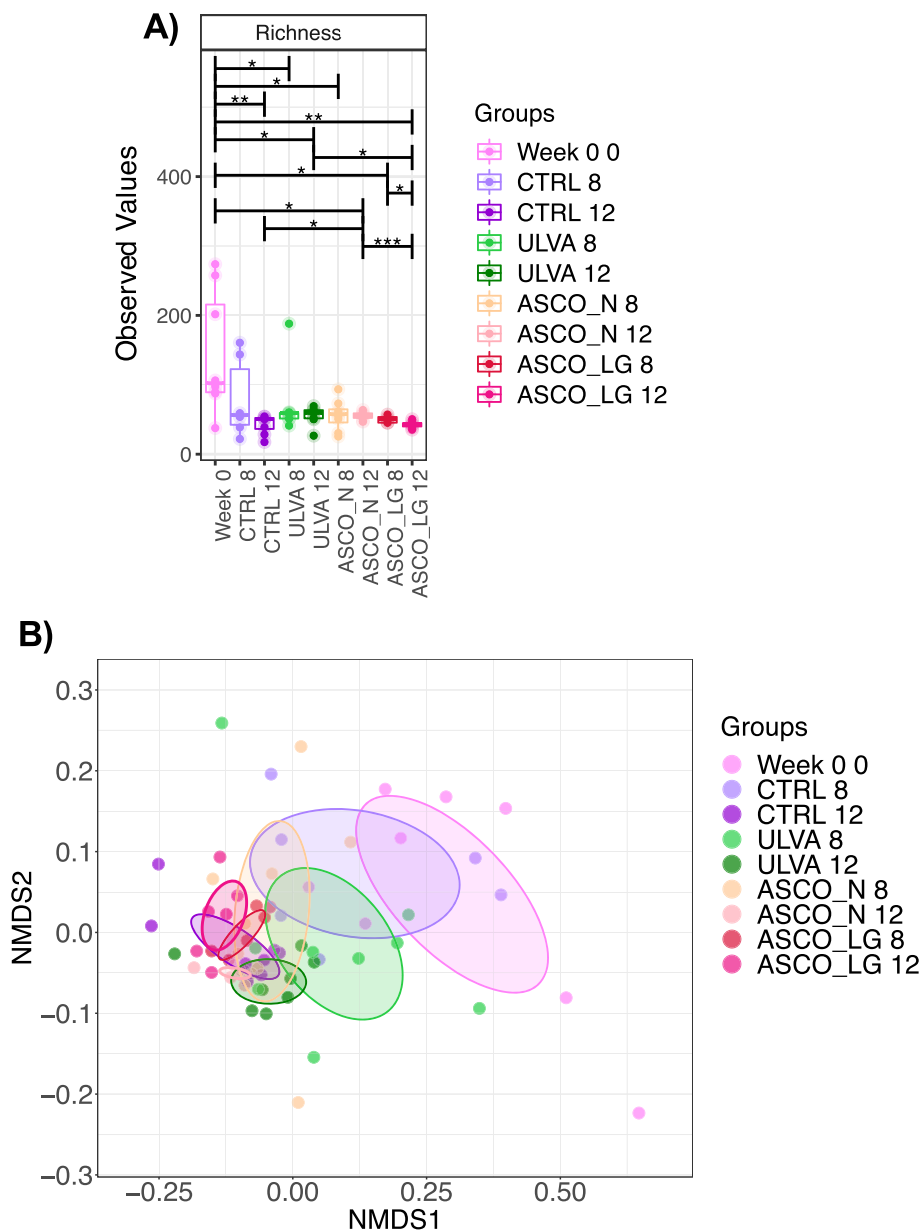 A)
Richness
*
*
**
**
*
*
*
*
*
*
***
Observed Values
400
200
0
Week 0
CTRL 8
CTRL 12
ULVA 8
ULVA 12
ASCO_N 8
ASCO_N 12
ASCO_LG 8
ASCO_LG 12
Groups
Week 0 0
CTRL 8
CTRL 12
ULVA 8
ULVA 12
ASCO_N 8
ASCO_N 12
ASCO_LG 8
ASCO_LG 12
B)
NMDS2
0.3
0.2
0.1
0.0
−0.1
−0.2
−0.3
−0.25
0.00
0.25
0.50
NMDS1
Groups
Week 0 0
CTRL 8
CTRL 12
ULVA 8
ULVA 12
ASCO_N 8
ASCO_N 12
ASCO_LG 8
ASCO_LG 12